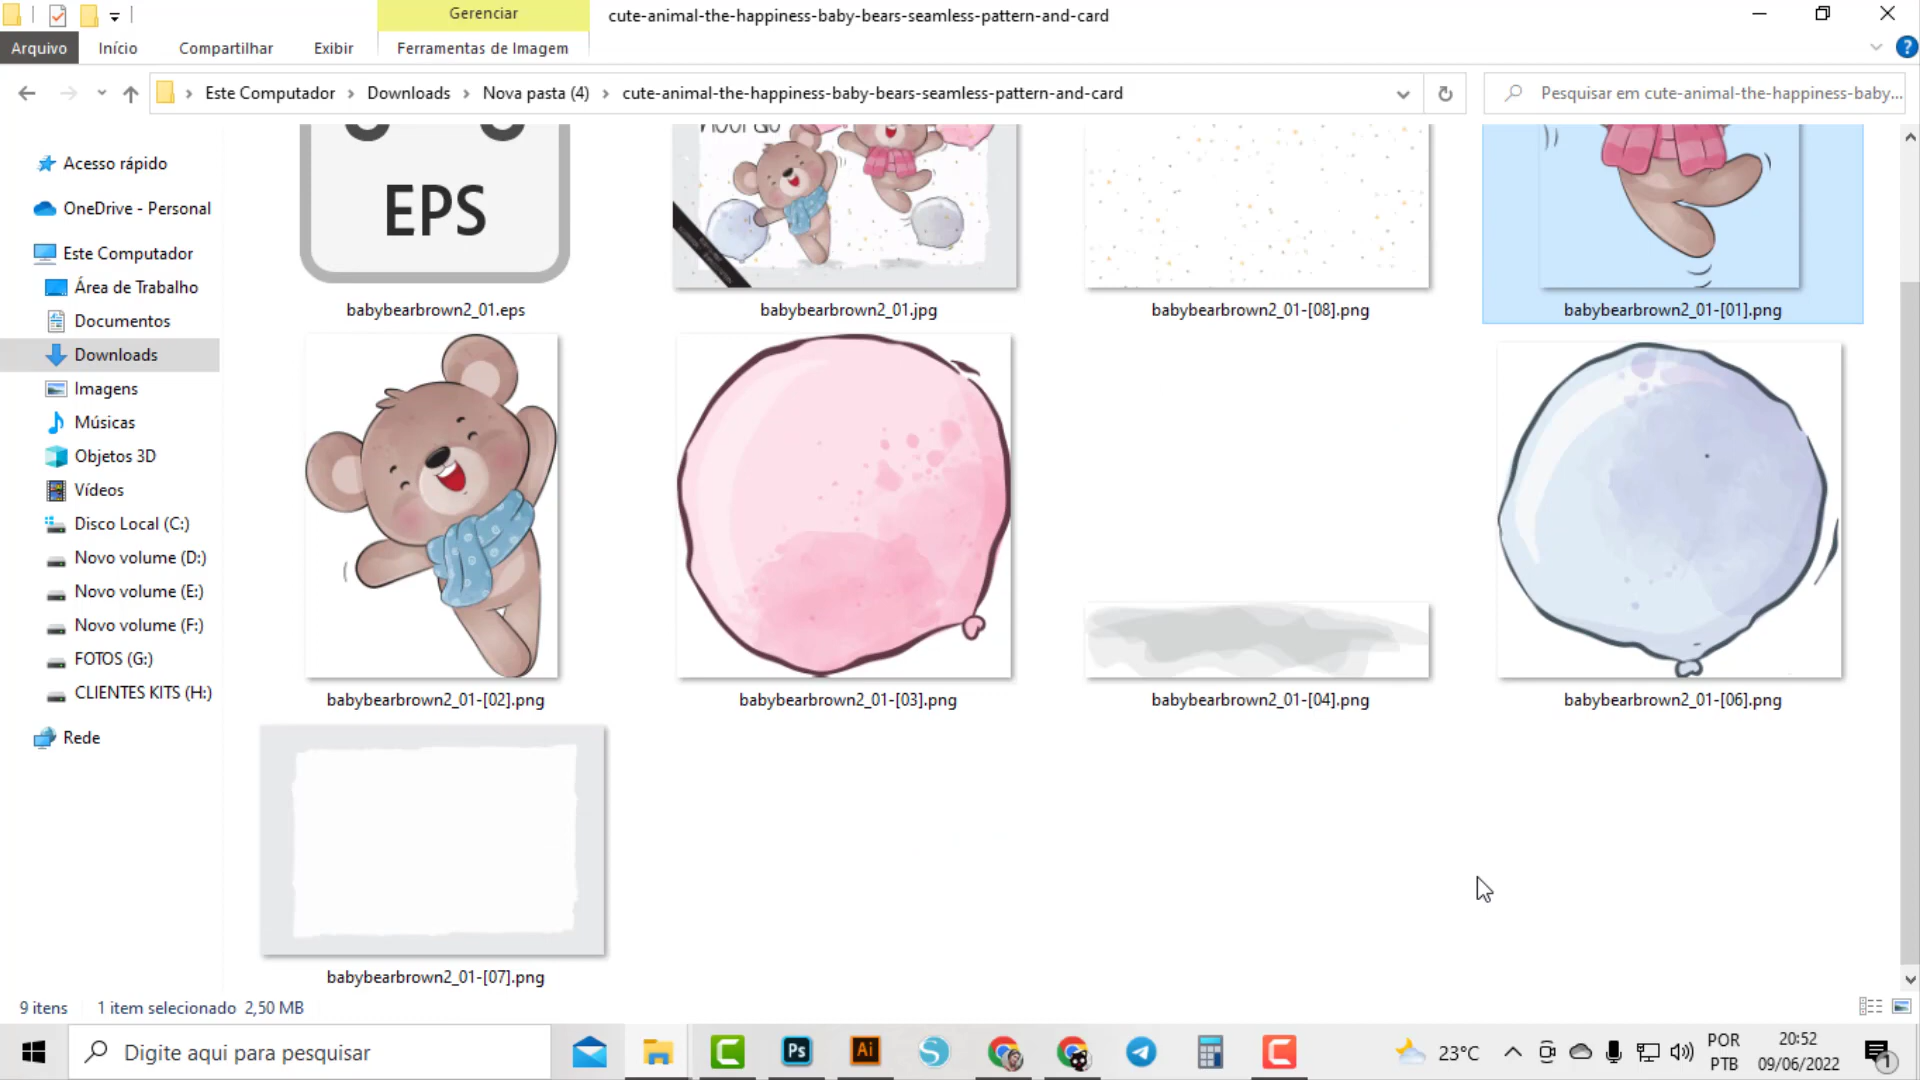 Gerenciar
cute-animal-the-happiness-baby-bears-seamless-pattern-and-card
Arquivo
Início
Compartilhar
Exibir
Ferramentas de Imagem
Este Computador
Downloads
Nova pasta (4)
cute-animal-the-happiness-baby-bears-seamless-pattern-and-card
Pesquisar em cute-animal-the-happiness-baby...
Acesso rápido
OneDrive - Personal
Este Computador
Área de Trabalho
Documentos
Downloads
Imagens
Músicas
Objetos 3D
Vídeos
Disco Local (C:)
Novo volume (D:)
Novo volume (E:)
Novo volume (F:)
FOTOS (G:)
CLIENTES KITS (H:)
Rede
EPS
babybearbrown2_01.eps
babybearbrown2_01.jpg
babybearbrown2_01-[08].png
babybearbrown2_01-[01].png
babybearbrown2_01-[02].png
babybearbrown2_01-[03].png
babybearbrown2_01-[04].png
babybearbrown2_01-[06].png
babybearbrown2_01-[07].png
9 itens
1 item selecionado 2,50 MB
Digite aqui para pesquisar
Ps
Ai
23°C
POR
PTB
20:52
09/06/2022
1